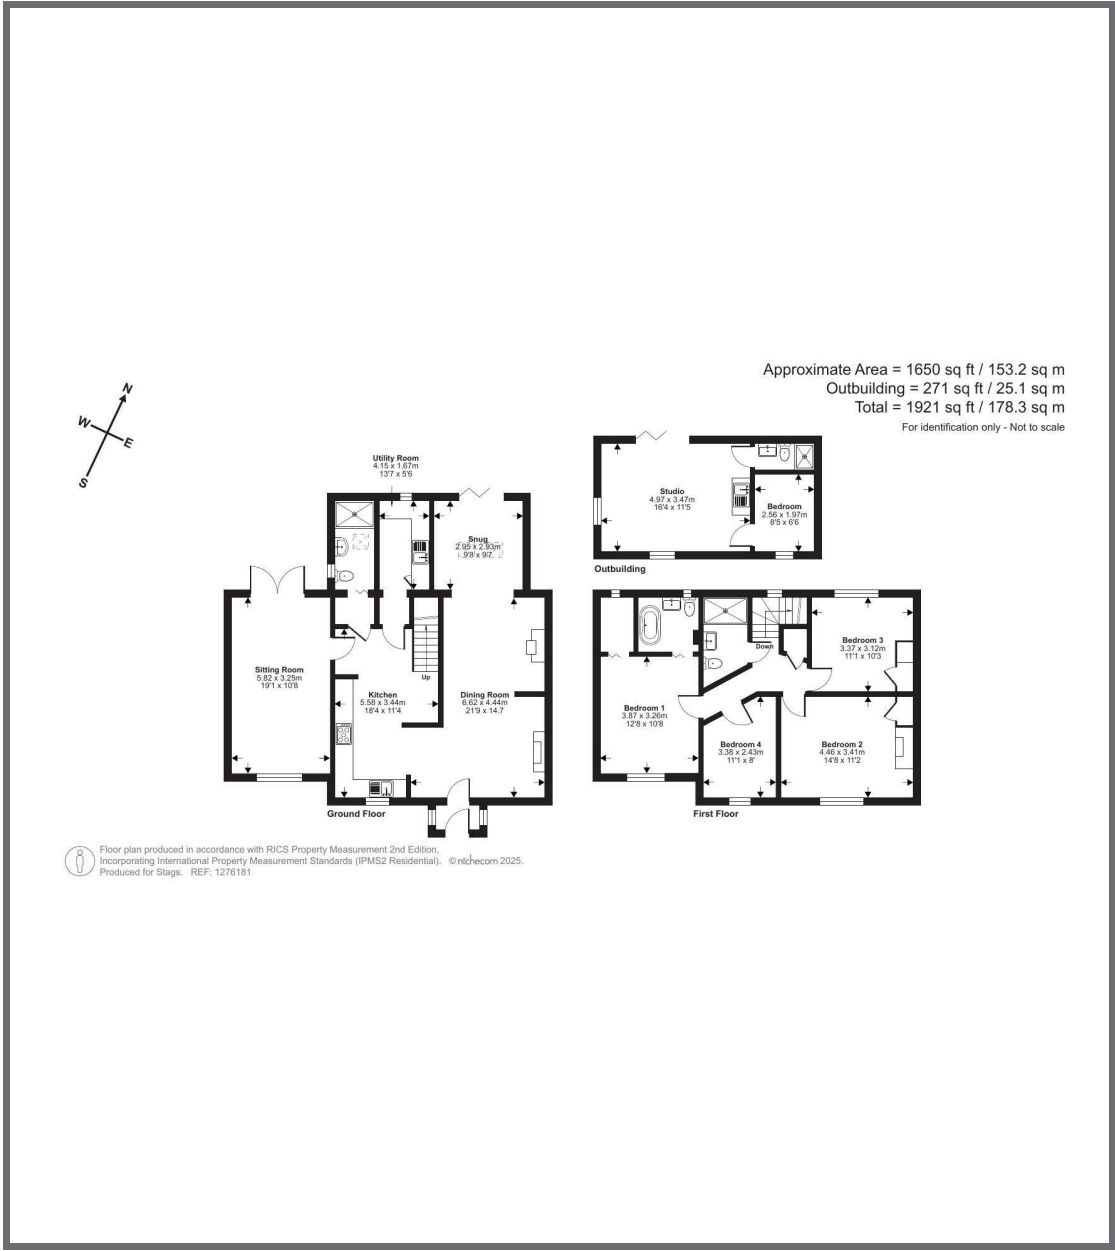 Approximate Area = 1650 sq ft / 153.2 sq m
Outbuilding = 271 sq ft / 25.1 sq m
Total = 1921 sq ft / 178.3 sq m
For identification only - Not to scale
N
W
E
S
Utility Room
4.15 x 1.67m
13'7 x 5'6
Snug
2.95 x 2.93m
9'8' x 9'7
Sitting Room
5.82 x 3.25m
19'1 x 10'8
Kitchen
5.58 x 3.44m
18'4 x 11'4
Up
Dining Room
6.62 x 4.44m
21'9 x 14.7
Ground Floor
Studio
4.97 x 3.47m
16'4 x 11'5
Bedroom
2.56 x 1.97m
8'5 x 6'6
Outbuilding
Down
Bedroom 3
3.37 x 3.12m
11'1 x 10'3
Bedroom 1
3.87 x 3.26m
12'8 x 10'8
Bedroom 4
3.38 x 2.43m
11'1 x 8'
Bedroom 2
4.46 x 3.41m
14'8 x 11'2
First Floor
Floor plan produced in accordance with RICS Property Measurement 2nd Edition,
Incorporating International Property Measurement Standards (IPMS2 Residential). ©nichecom 2025.
Produced for Stags. REF: 1276181